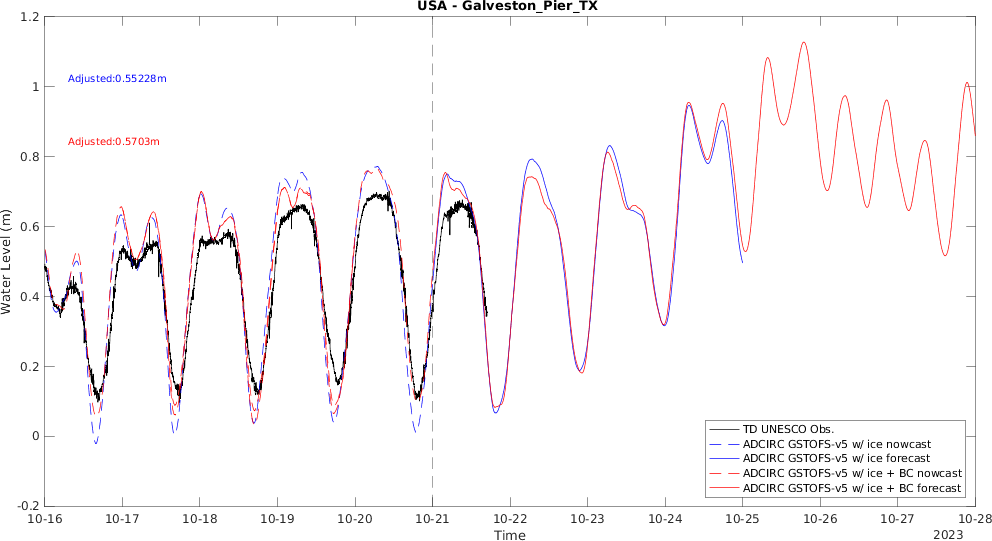 USA - Galveston_Pier_TX
1.2
1
0.8
0.6
0.4
0.2
0
-0.2
Water Level (m)
Adjusted:0.55228m
Adjusted:0.5703m
TD UNESCO Obs.
ADCIRC GSTOFS-v5 w/ ice nowcast
ADCIRC GSTOFS-v5 w/ ice forecast
ADCIRC GSTOFS-v5 w/ ice + BC nowcast
ADCIRC GSTOFS-v5 w/ ice + BC forecast
10-16 10-17 10-18 10-19 10-20 10-21 10-22 10-23 10-24 10-25 10-26 10-27 10-28
Time
2023